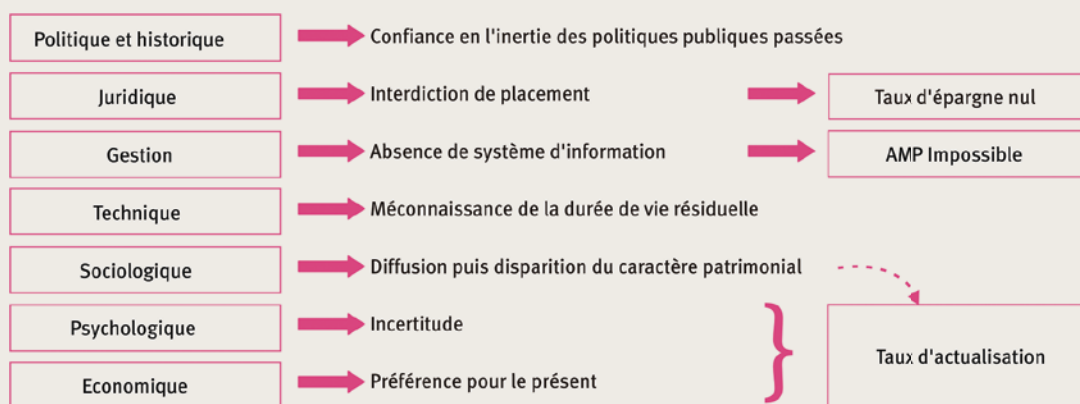 Politique et historique Confiance en l'inertie des politiques publiques passées
Juridique Interdiction de placement Taux d'épargne nul
Gestion Absence de système d'information AMP Impossible
Technique Méconnaissance de la durée de vie résiduelle
Sociologique Diffusion puis disparition du caractère patrimonial
Psychologique Incertitude
Taux d'actualisation
Economique Préférence pour le présent